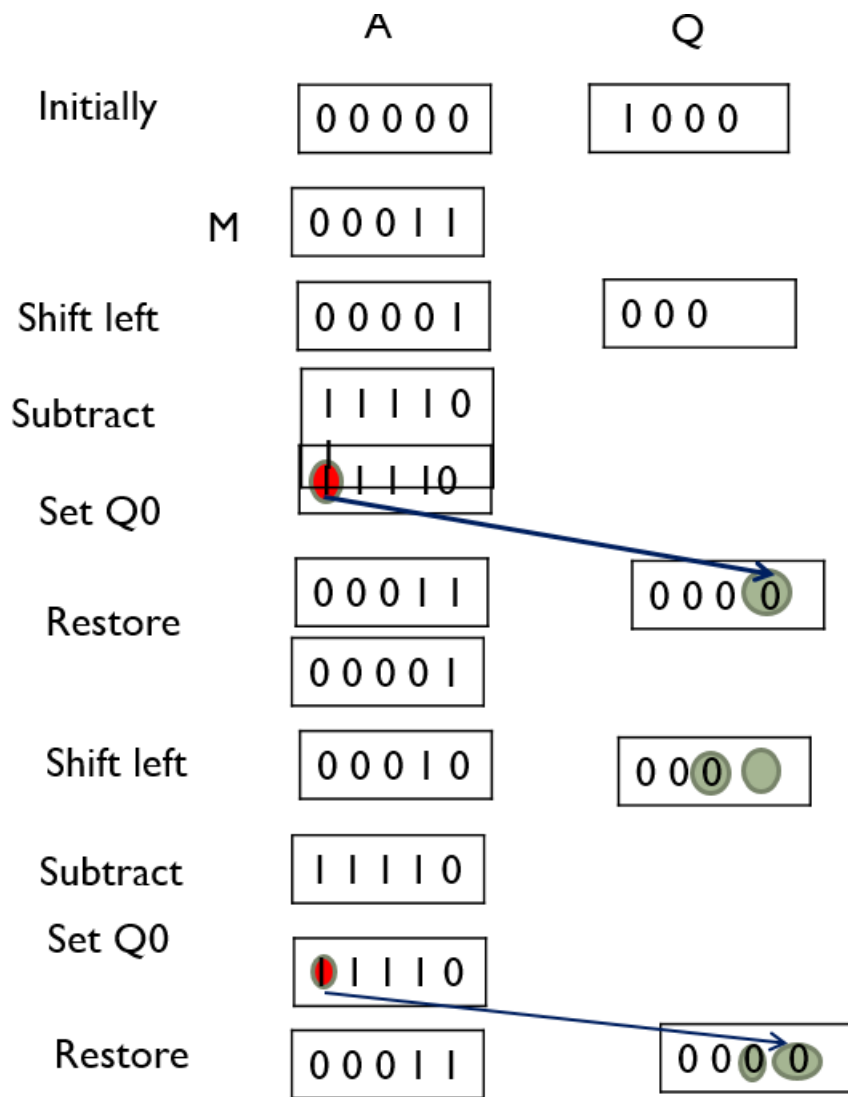 A Q
Initially 0 0 0 0 0 1 0 0 0
M 0 0 0 1 1
Shift left 0 0 0 0 1 0 0 0
Subtract 1 1 1 1 0
1
1 1 1 1 0
Set Q0
0 0 0 1 1 0 0 0 0
Restore
0 0 0 0 1
Shift left 0 0 0 1 0 0 0 0
Subtract 1 1 1 1 0
Set Q0
1 1 1 1 0
Restore 0 0 0 1 1 0 0 0 0